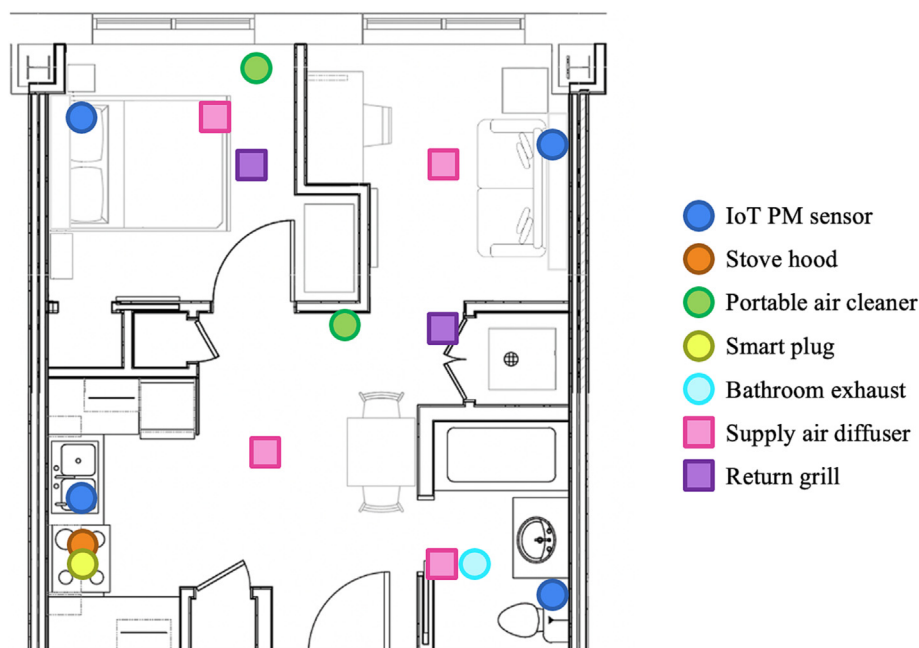 IoT PM sensor
Stove hood
Portable air cleaner
Smart plug
Bathroom exhaust
Supply air diffuser
Return grill